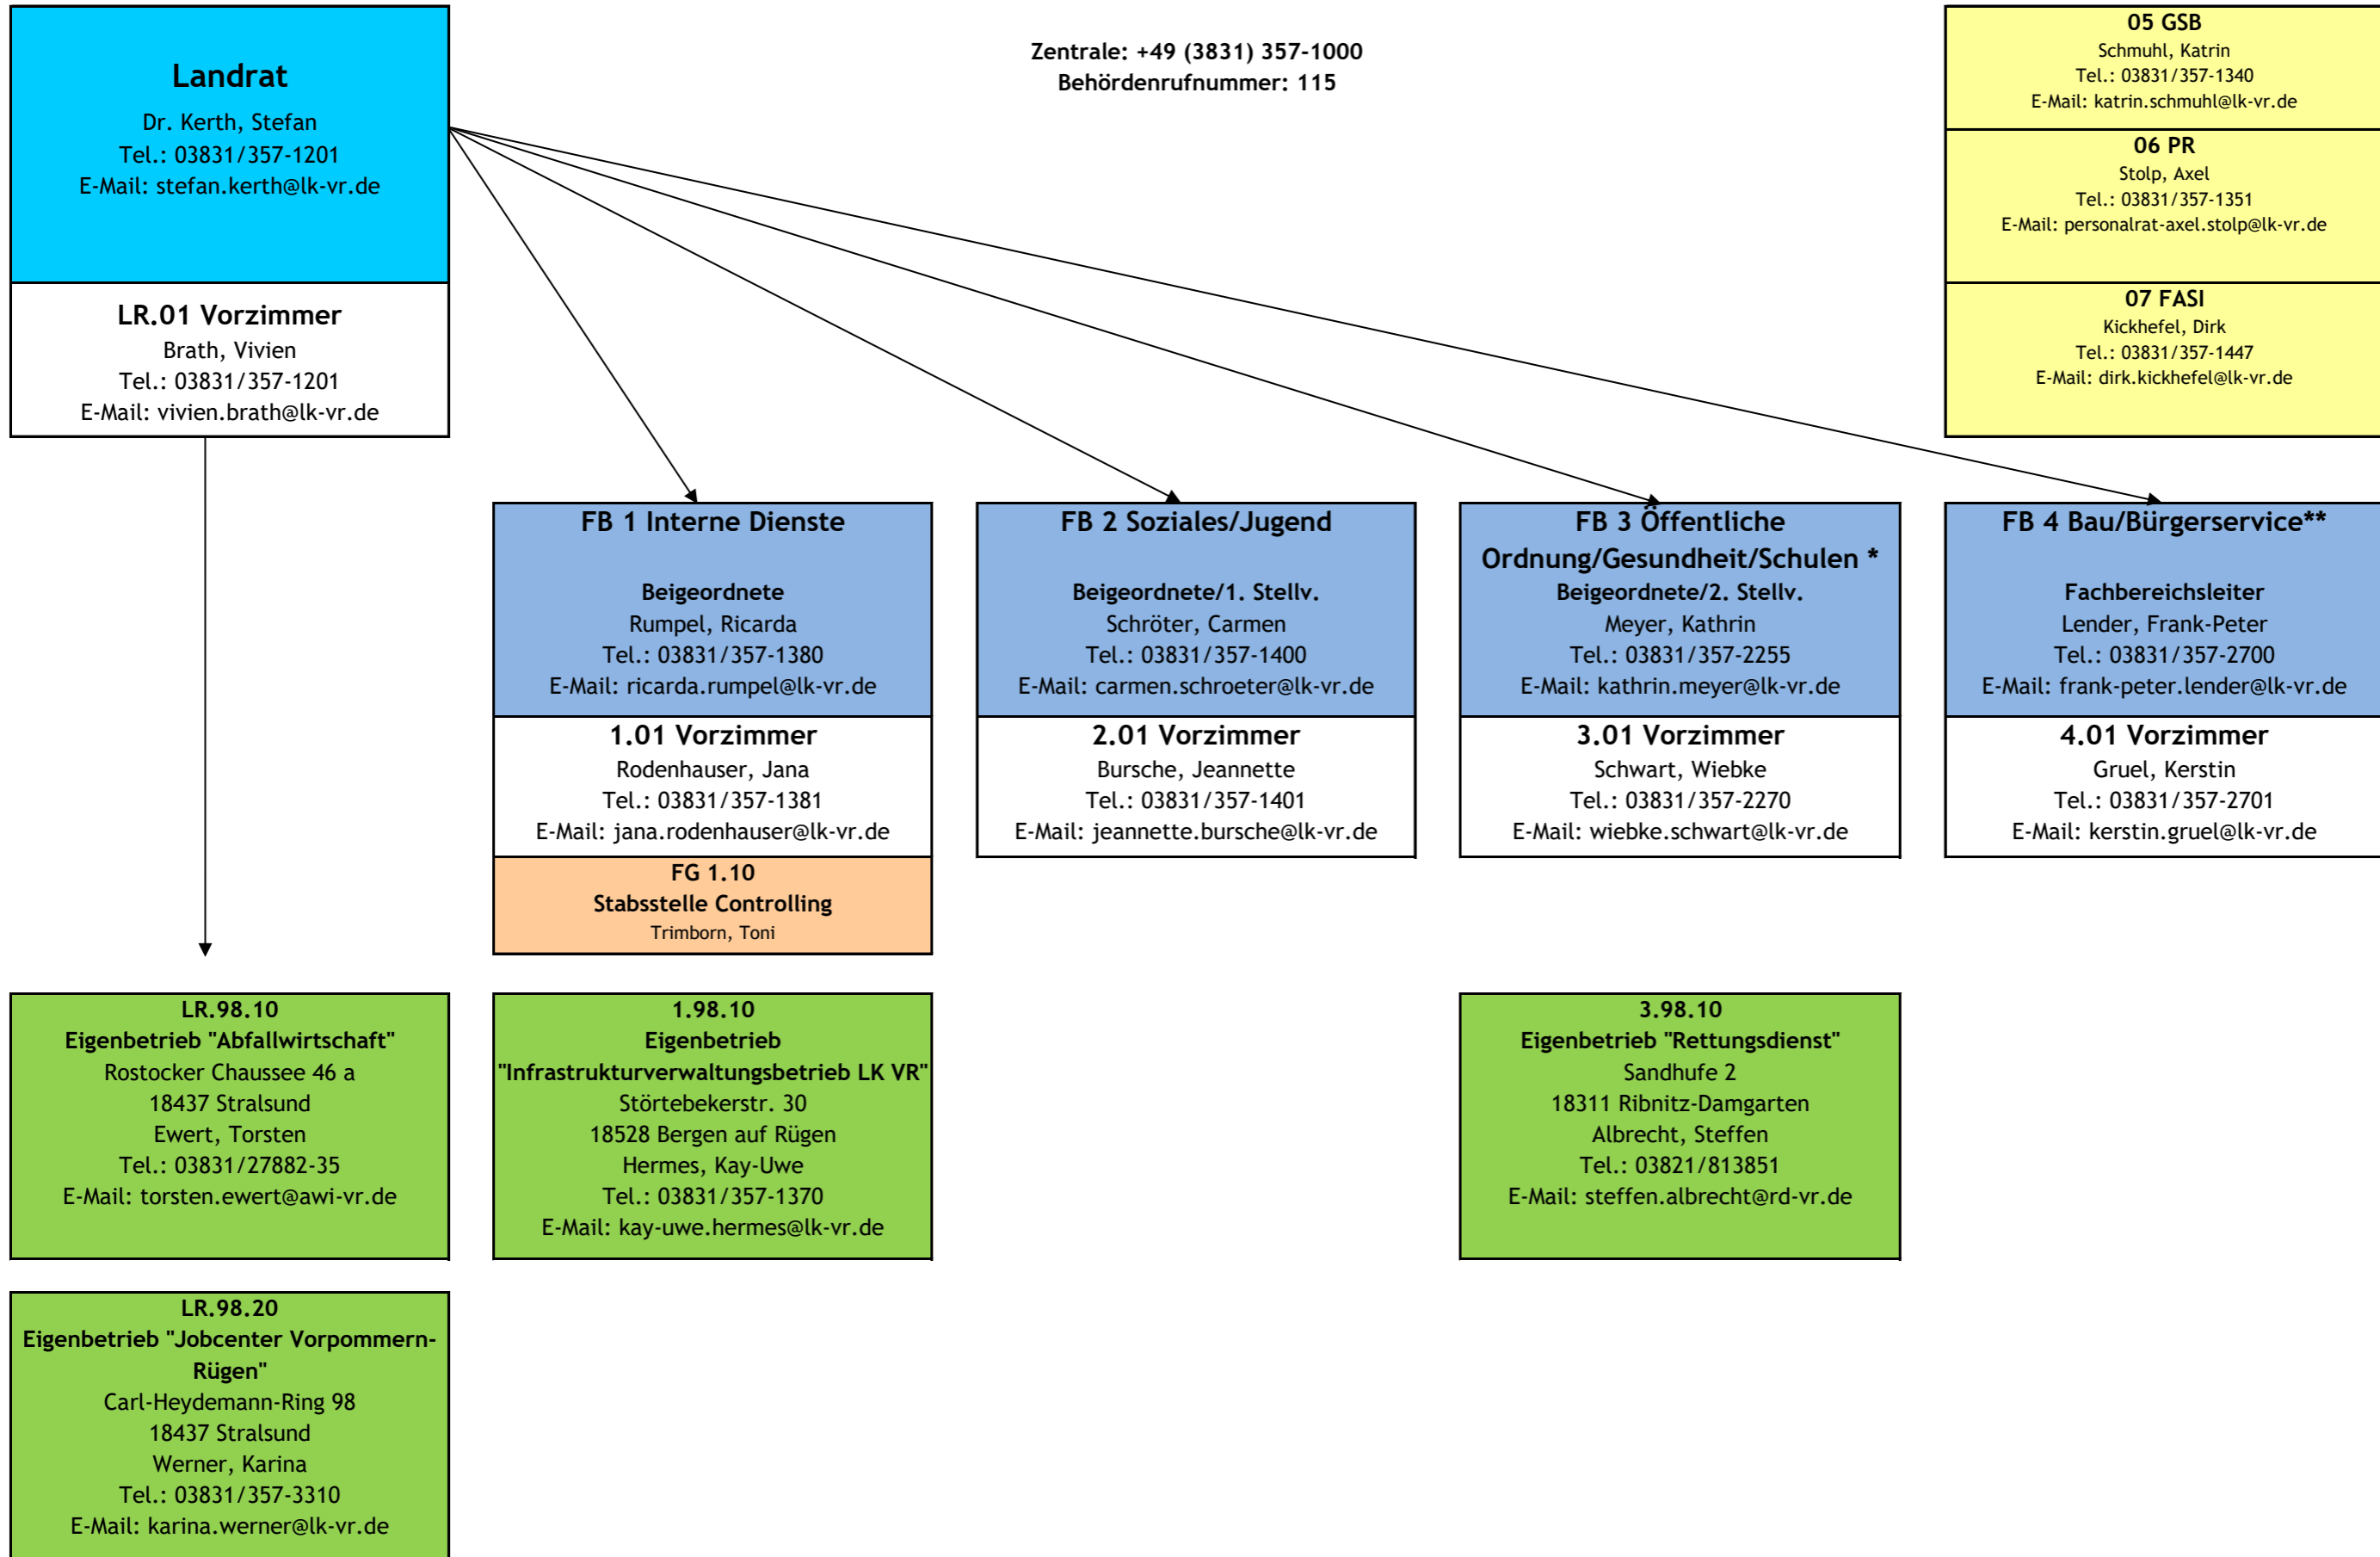 Landrat
Dr. Kerth, Stefan
Tel.: 03831/357-1201
E-Mail: stefan.kerth@lk-vr.de
LR.01 Vorzimmer
Brath, Vivien
Tel.: 03831/357-1201
E-Mail: vivien.brath@lk-vr.de
Zentrale: +49 (3831) 357-1000
Behördenrufnummer: 115
05 GSB
Schmuhl, Katrin
Tel.: 03831/357-1340
E-Mail: katrin.schmuhl@lk-vr.de
06 PR
Stolp, Axel
Tel.: 03831/357-1351
E-Mail: personalrat-axel.stolp@lk-vr.de
07 FASI
Kickhefel, Dirk
Tel.: 03831/357-1447
E-Mail: dirk.kickhefel@lk-vr.de
FB 1 Interne Dienste
Beigeordnete
Rumpel, Ricarda
Tel.: 03831/357-1380
E-Mail: ricarda.rumpel@lk-vr.de
1.01 Vorzimmer
Rodenhauser, Jana
Tel.: 03831/357-1381
E-Mail: jana.rodenhauser@lk-vr.de
FG 1.10
Stabsstelle Controlling
Trimborn, Toni
FB 2 Soziales/Jugend
Beigeordnete/1. Stellv.
Schröter, Carmen
Tel.: 03831/357-1400
E-Mail: carmen.schroeter@lk-vr.de
2.01 Vorzimmer
Bursche, Jeannette
Tel.: 03831/357-1401
E-Mail: jeannette.bursche@lk-vr.de
FB 3 Öffentliche
Ordnung/Gesundheit/Schulen *
Beigeordnete/2. Stellv.
Meyer, Kathrin
Tel.: 03831/357-2255
E-Mail: kathrin.meyer@lk-vr.de
3.01 Vorzimmer
Schwart, Wiebke
Tel.: 03831/357-2270
E-Mail: wiebke.schwart@lk-vr.de
FB 4 Bau/Bürgerservice**
Fachbereichsleiter
Lender, Frank-Peter
Tel.: 03831/357-2700
E-Mail: frank-peter.lender@lk-vr.de
4.01 Vorzimmer
Gruel, Kerstin
Tel.: 03831/357-2701
E-Mail: kerstin.gruel@lk-vr.de
LR.98.10
Eigenbetrieb "Abfallwirtschaft"
Rostocker Chaussee 46 a
18437 Stralsund
Ewert, Torsten
Tel.: 03831/27882-35
E-Mail: torsten.ewert@awi-vr.de
1.98.10
Eigenbetrieb
"Infrastrukturverwaltungsbetrieb LK VR"
Störtebekerstr. 30
18528 Bergen auf Rügen
Hermes, Kay-Uwe
Tel.: 03831/357-1370
E-Mail: kay-uwe.hermes@lk-vr.de
3.98.10
Eigenbetrieb "Rettungsdienst"
Sandhufe 2
18311 Ribnitz-Damgarten
Albrecht, Steffen
Tel.: 03821/813851
E-Mail: steffen.albrecht@rd-vr.de
LR.98.20
Eigenbetrieb "Jobcenter Vorpommern-
Rügen"
Carl-Heydemann-Ring 98
18437 Stralsund
Werner, Karina
Tel.: 03831/357-3310
E-Mail: karina.werner@lk-vr.de